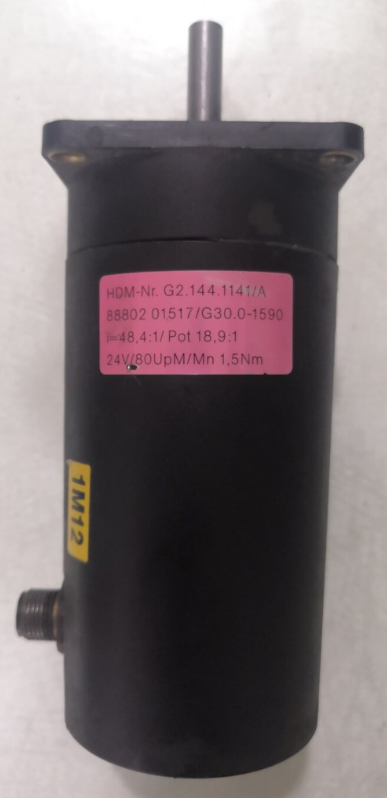 HDM-Nr. G2.144.1141/A
88802 01517/G30.0-1590
i=48,4:1/ Pot 18,9:1
24V/80UpM/Mn 1,5Nm
1M12